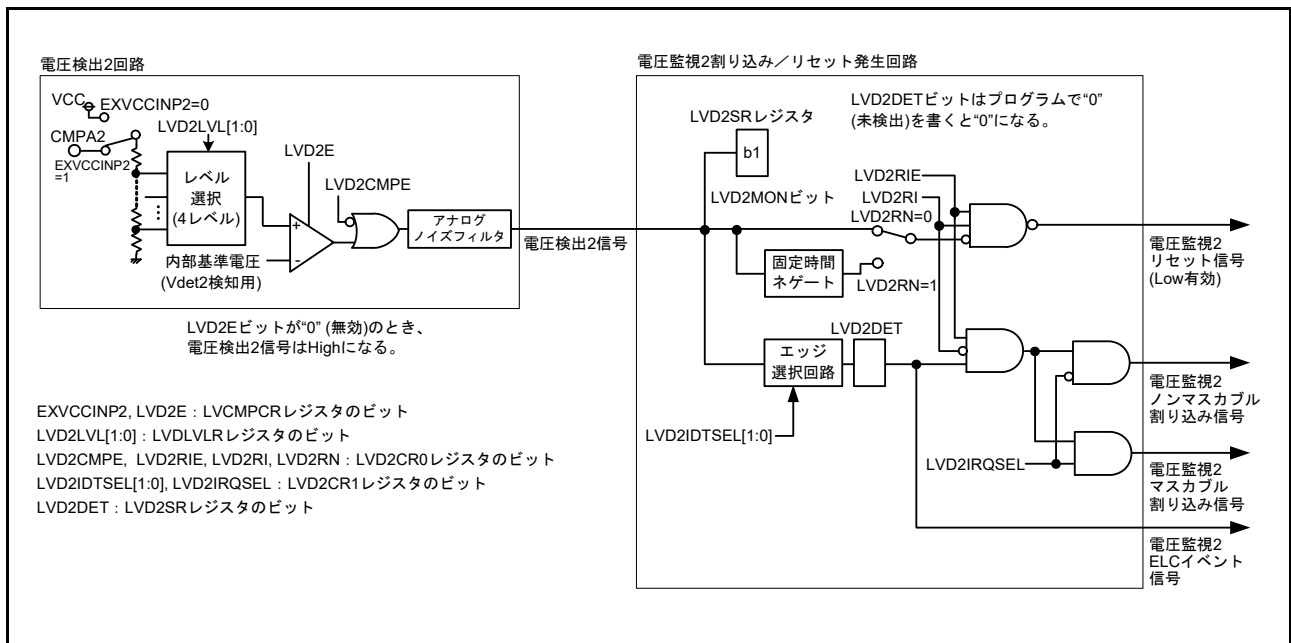 電圧検出2回路
VCC
EXVCCINP2=0
CMPA2
LVD2LVL[1:0]
EXVCCINP2
=1
レベル
選択
(4レベル)
LVD2E
LVD2CMPE
+
-
内部基準電圧
(Vdet2検知用)
アナログ
ノイズフィルタ
電圧検出2信号
LVD2Eビットが“0” (無効)のとき、
電圧検出2信号はHighになる。
電圧監視2割り込み／リセット発生回路
LVD2DETビットはプログラムで“0”
(未検出)を書くと“0”になる。
LVD2SRレジスタ
b1
LVD2MONビット
LVD2RIE
LVD2RI
LVD2RN=0
固定時間
ネゲート
LVD2RN=1
電圧監視2
リセット信号
(Low有効)
エッジ
選択回路
LVD2DET
LVD2IDTSEL[1:0]
LVD2IRQSEL
電圧監視2
ノンマスカブル
割り込み信号
電圧監視2
マスカブル
割り込み信号
電圧監視2
ELCイベント
信号
EXVCCINP2, LVD2E：LVCMPCRレジスタのビット
LVD2LVL[1:0]：LVDLVLRレジスタのビット
LVD2CMPE, LVD2RIE, LVD2RI, LVD2RN：LVD2CR0レジスタのビット
LVD2IDTSEL[1:0], LVD2IRQSEL：LVD2CR1レジスタのビット
LVD2DET：LVD2SRレジスタのビット